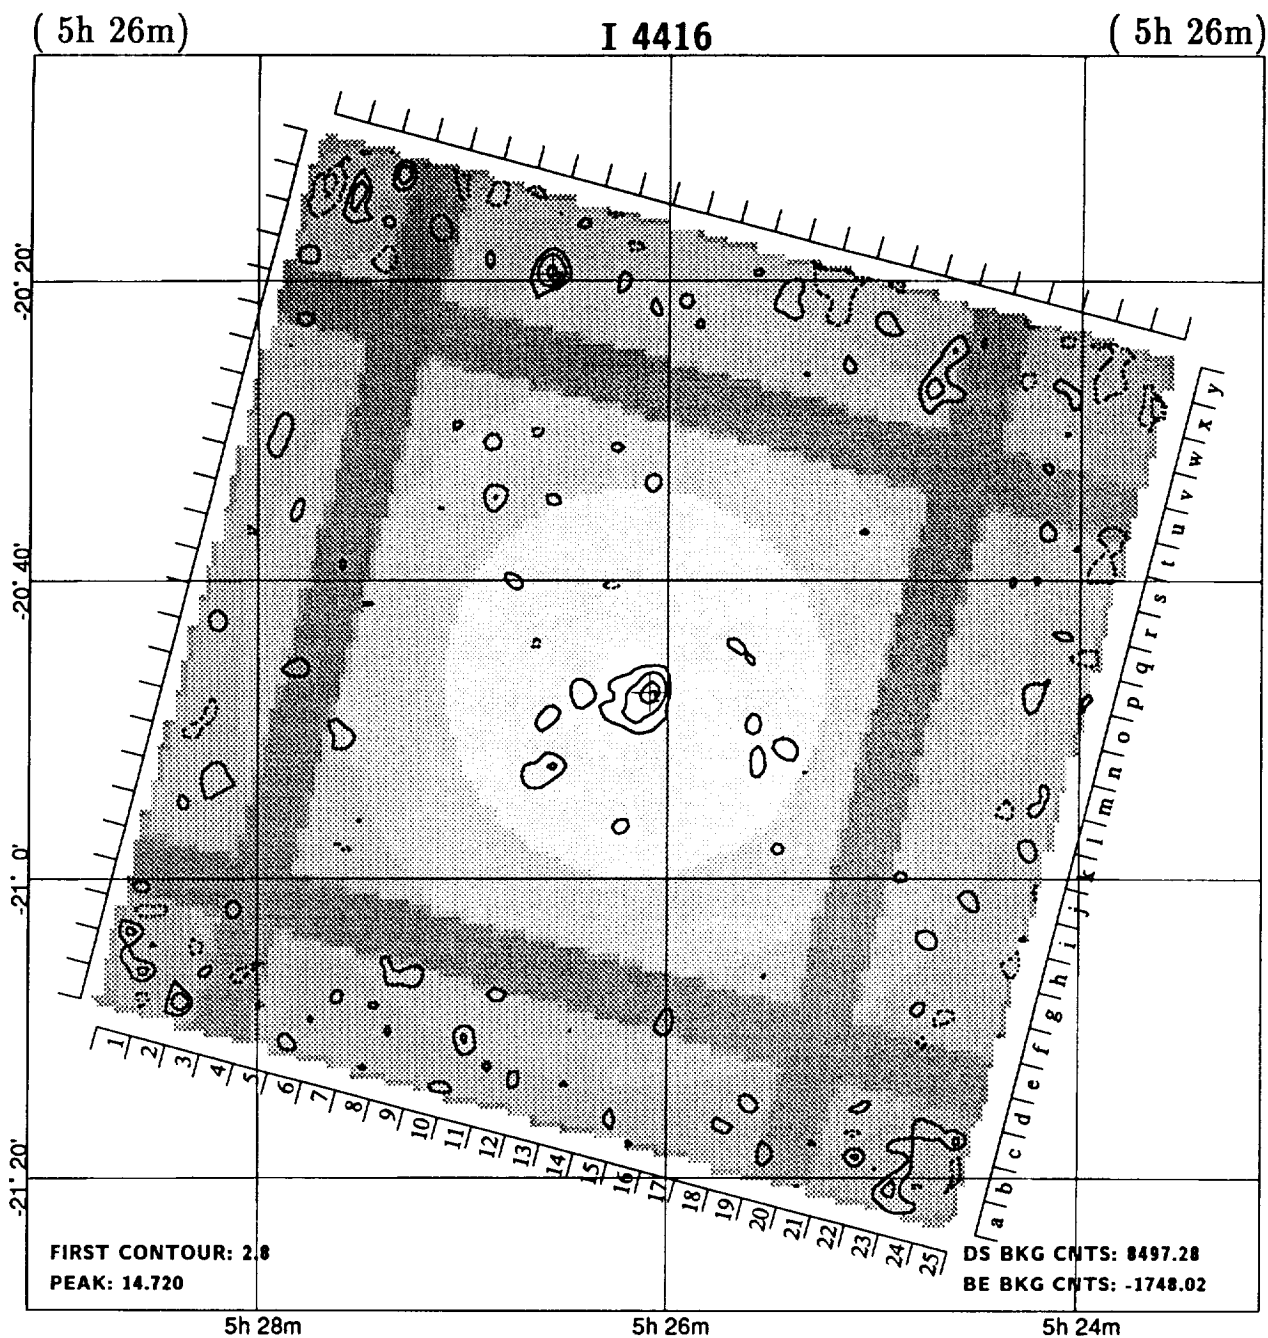 ( 5h 26m)
I 4416
( 5h 26m)
-20° 20'
-20° 40'
-21° 0'
-21° 20'
y
x
w
v
u
t
s
r
q
p
o
n
m
l
k
j
i
h
g
f
e
d
c
b
a
1 2 3 4 5 6 7 8 9 10 11 12 13 14 15 16 17 18 19 20 21 22 23 24 25
FIRST CONTOUR: 2.8
PEAK: 14.720
DS BKG CNTS: 8497.28
BE BKG CNTS: -1748.02
5h 28m
5h 26m
5h 24m